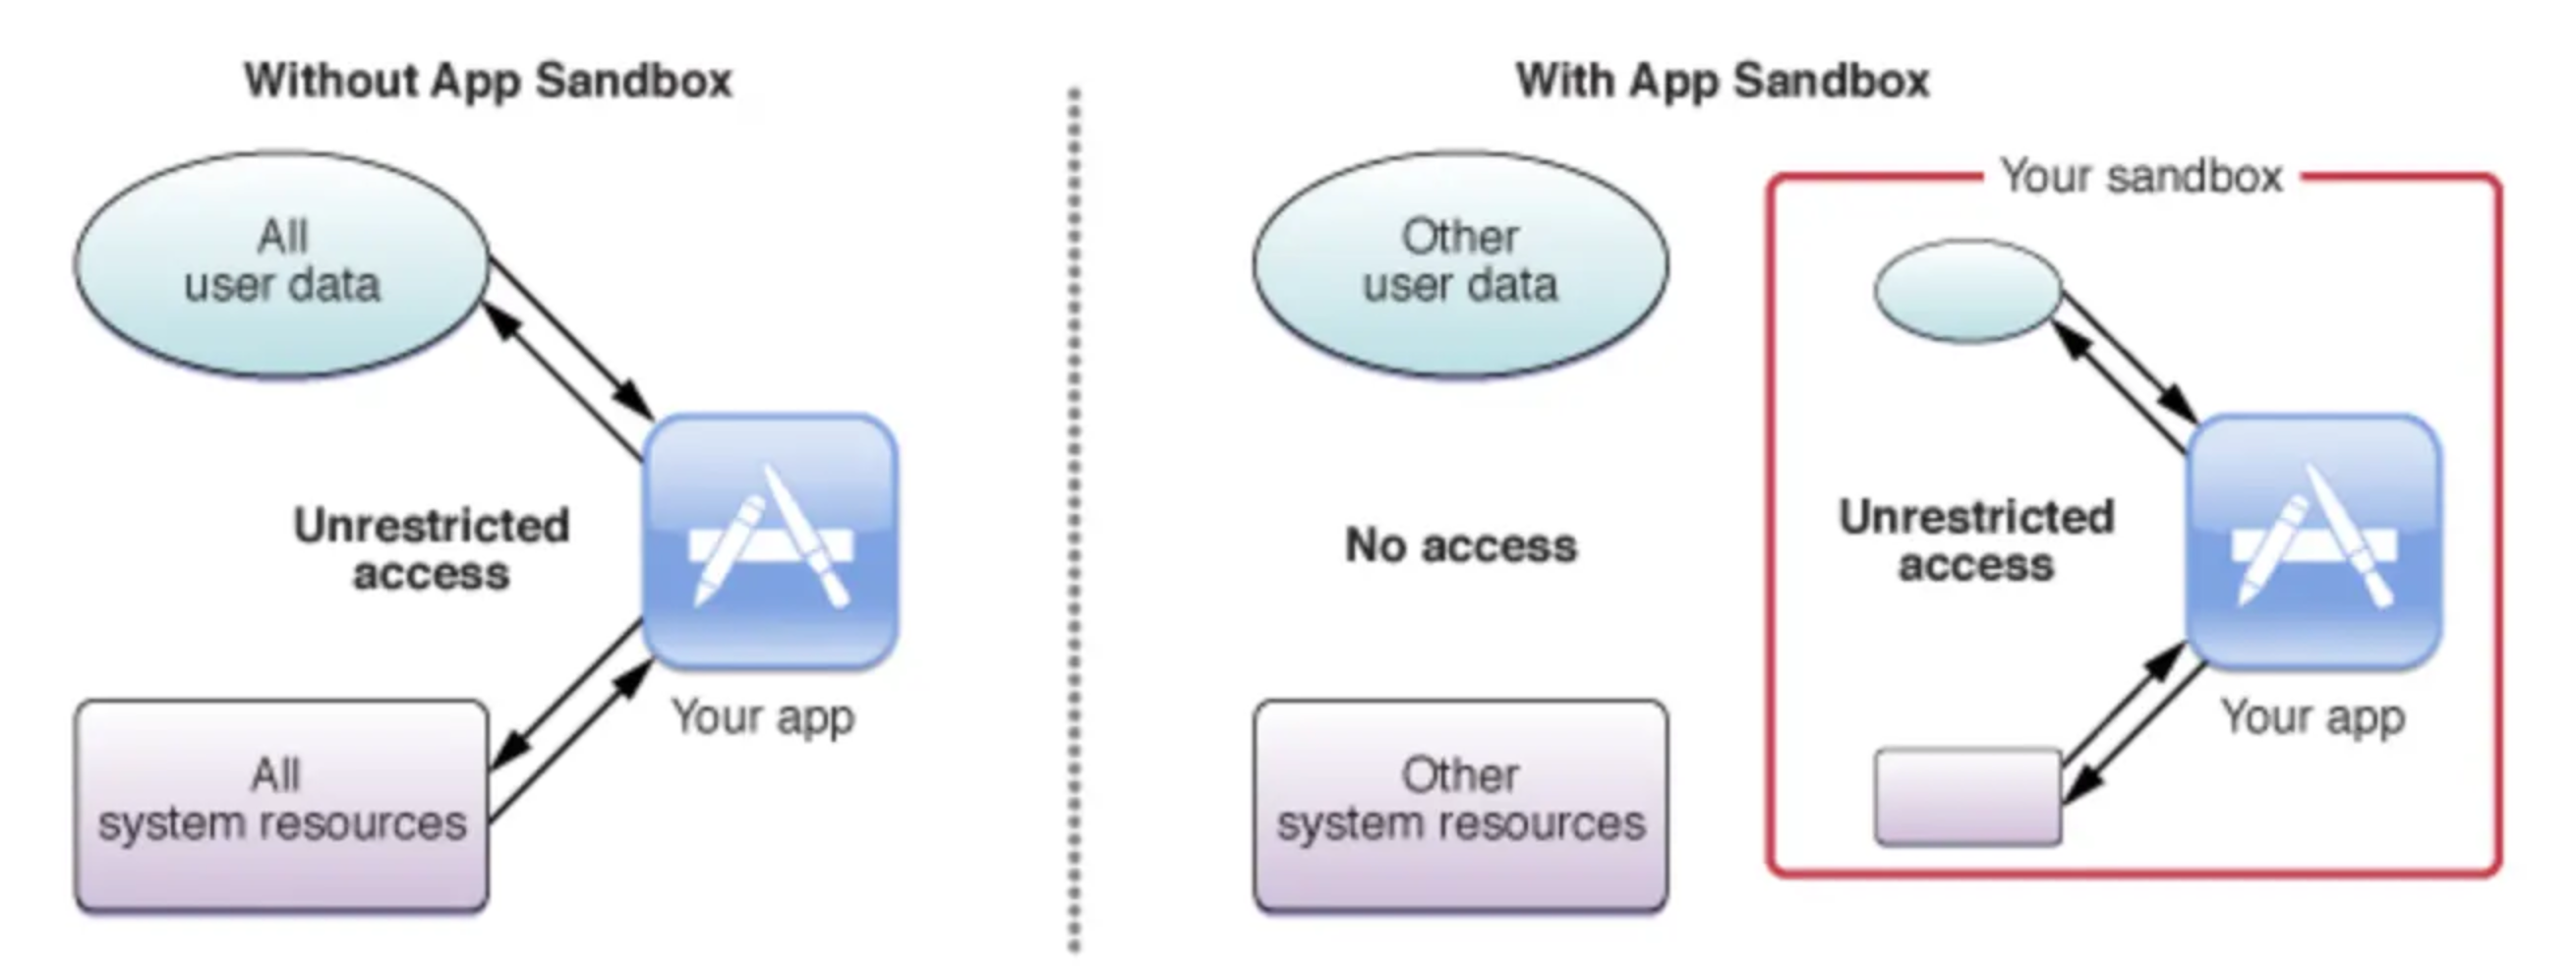 Without App Sandbox
All
user data
Unrestricted
access
Your app
All
system resources
With App Sandbox
Other
user data
No access
Other
system resources
Your sandbox
Unrestricted
access
Your app